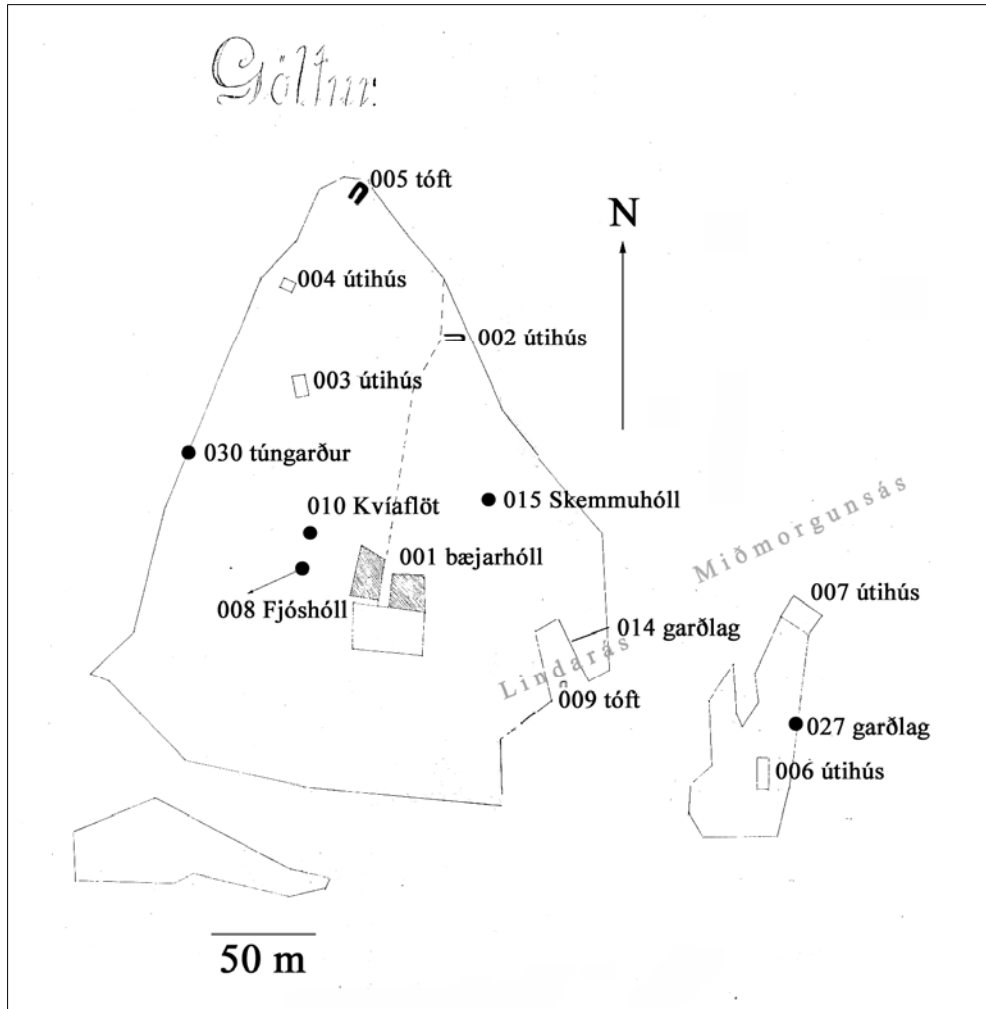 Göltur:
005 tóft
N
004 útihús
002 útihús
003 útihús
030 túngarður
015 Skemmuhóll
010 Kvíaflöt
Miðmorgunsás
001 bæjarhóll
008 Fjóshóll
007 útihús
014 garðlag
Lindarás
009 tóft
027 garðlag
006 útihús
50 m